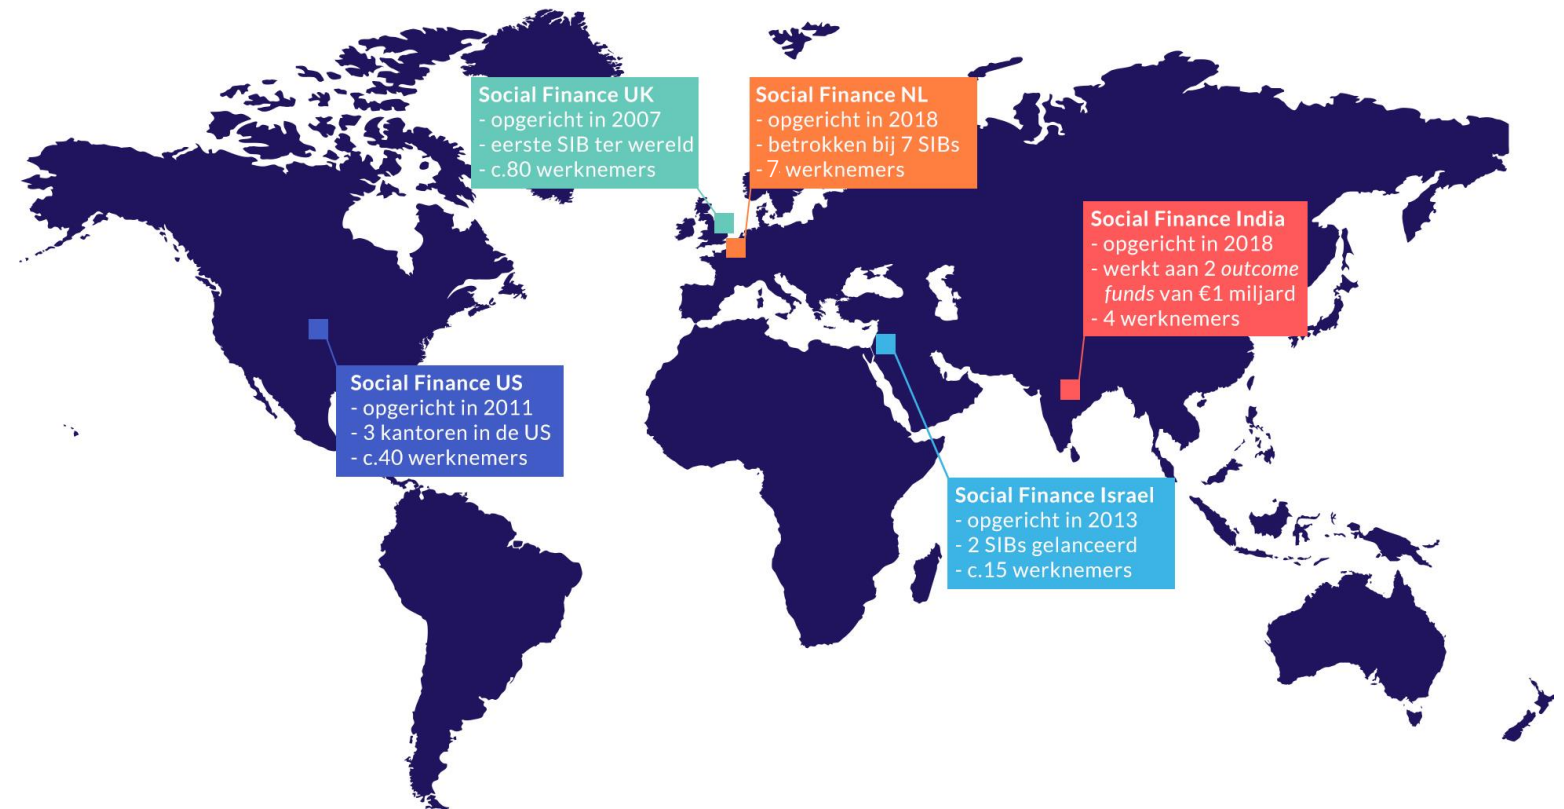 Social Finance UK
- opgericht in 2007
- eerste SIB ter wereld
- c.80 werknemers
Social Finance NL
- opgericht in 2018
- betrokken bij 7 SIBs
- 7 werknemers
Social Finance India
- opgericht in 2018
- werkt aan 2 outcome
funds van €1 miljard
- 4 werknemers
Social Finance US
- opgericht in 2011
- 3 kantoren in de US
- c.40 werknemers
Social Finance Israel
- opgericht in 2013
- 2 SIBs gelanceerd
- c.15 werknemers